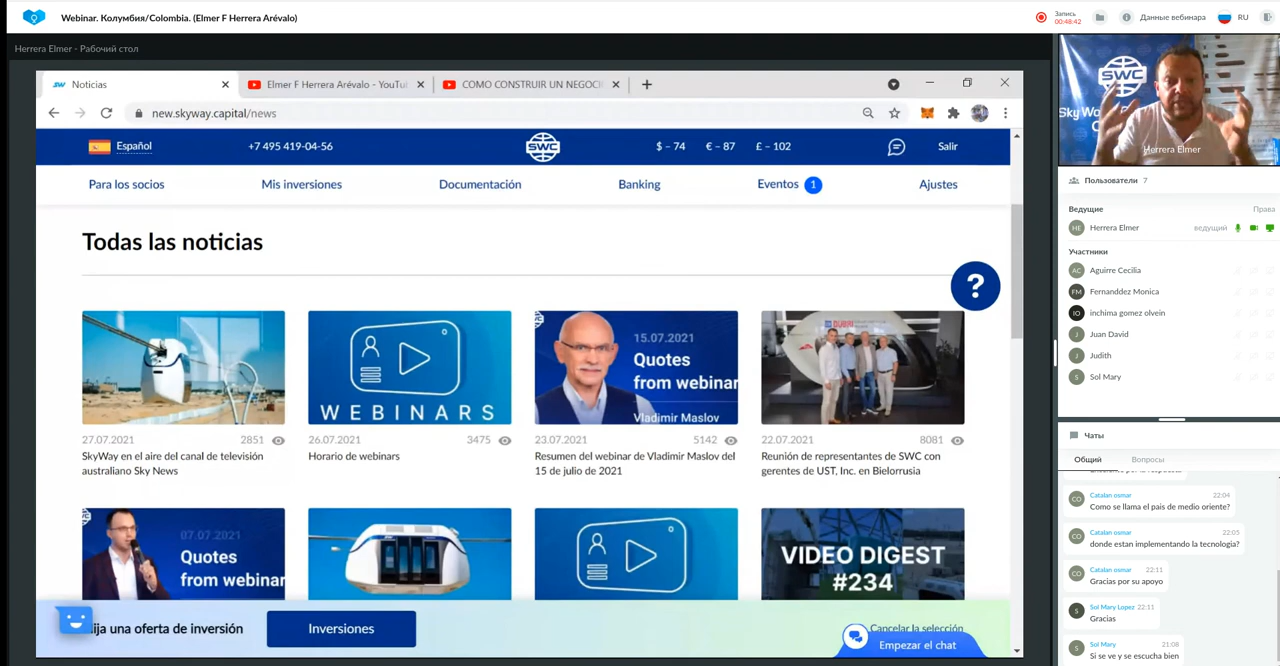 Webinar. Колумбия/Colombia. (Elmer F Herrera Arévalo)
Запись
00:48:42
Данные вебинара
RU
Herrera Elmer - Рабочий стол
Noticias
Elmer F Herrera Arévalo - YouTu
COMO CONSTRUIR UN NEGOCI
new.skyway.capital/news
Español
+7 495 419-04-56
SWC
$ – 74
€ – 87
£ – 102
Salir
Para los socios
Mis inversiones
Documentación
Banking
Eventos 1
Ajustes
Todas las noticias
?
WEBINARS
15.07.2021
Quotes
from webinar
Vladimir Maslov
27.07.2021
2851
SkyWay en el aire del canal de televisión
australiano Sky News
26.07.2021
3475
Horario de webinars
23.07.2021
5142
Resumen del webinar de Vladimir Maslov del
15 de julio de 2021
22.07.2021
8081
Reunión de representantes de SWC con
gerentes de UST, Inc. en Bielorrusia
07.07.2021
Quotes
from webinar
VIDEO DIGEST
#234
ija una oferta de inversión
Inversiones
Cancelar la selección
Empezar el chat
SWC
Herrera Elmer
Пользователи 7
Ведущие
Права
HE
Herrera Elmer
ведущий
Участники
AC
Aguirre Cecilia
FM
Fernanddez Monica
IO
inchima gomez olvein
J
Juan David
J
Judith
S
Sol Mary
Чаты
Общий
Вопросы
CO
Catalan osmar
22:04
Como se llama el pais de medio oriente?
CO
Catalan osmar
22:05
donde estan implementando la tecnologia?
CO
Catalan osmar
22:11
Gracias por su apoyo
S
Sol Mary Lopez 22:11
Gracias
S
Sol Mary
21:08
Si se ve y se escucha bien